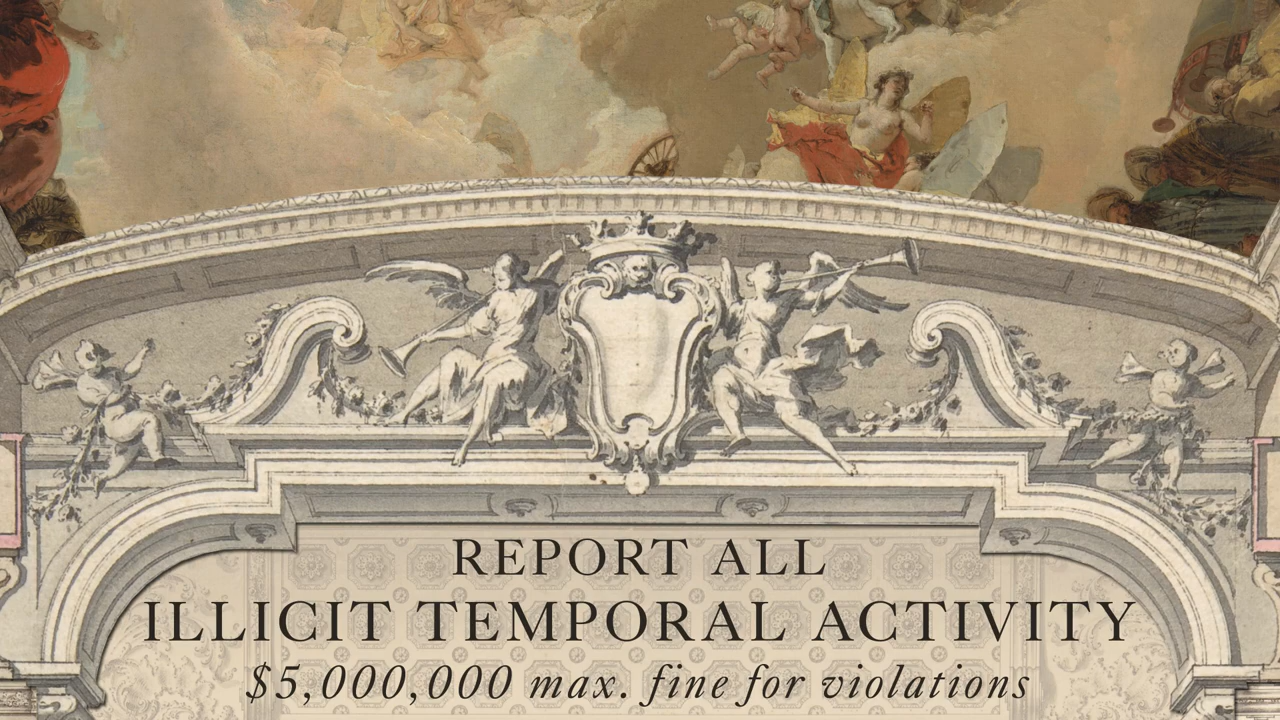 REPORT ALL
ILLICIT TEMPORAL ACTIVITY
$5,000,000 max. fine for violations